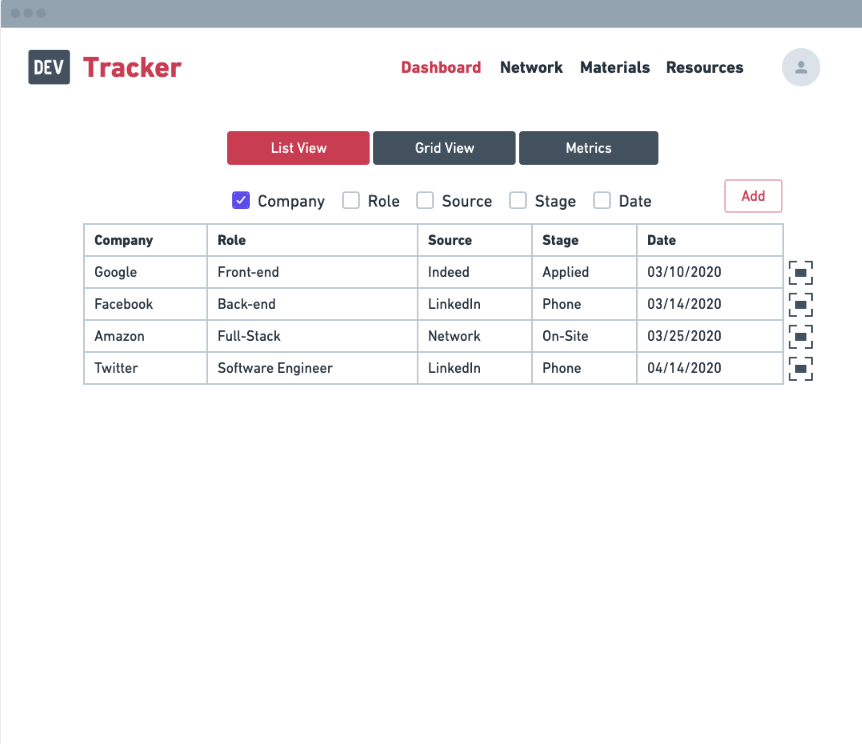 DEV Tracker Dashboard Network Materials Resources
List View Grid View Metrics
Company Role Source Stage Date Add
Company Role Source Stage Date
Google Front-end Indeed Applied 03/10/2020
Facebook Back-end LinkedIn Phone 03/14/2020
Amazon Full-Stack Network On-Site 03/25/2020
Twitter Software Engineer LinkedIn Phone 04/14/2020